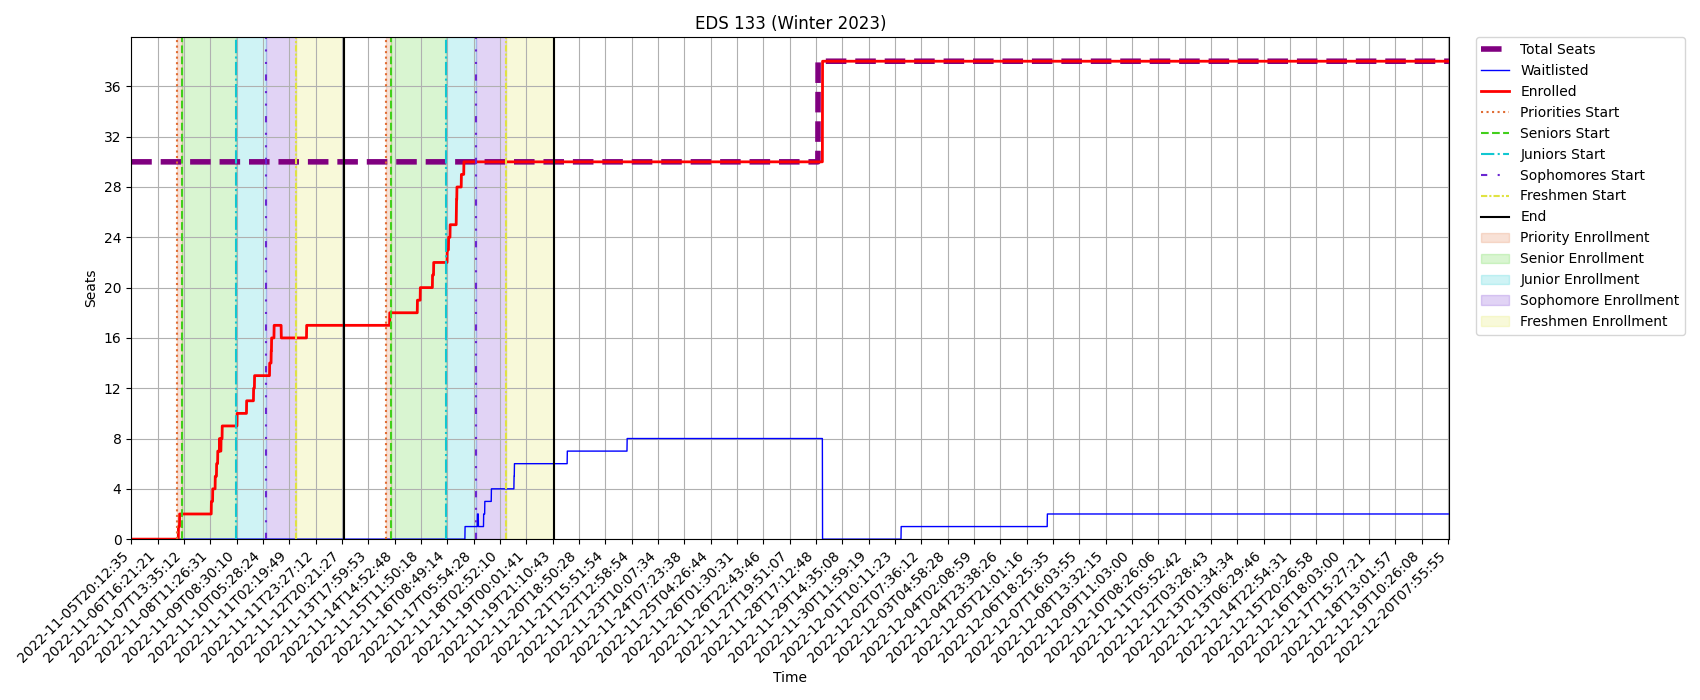 EDS 133 (Winter 2023)
Seats
36
32
28
24
20
16
12
8
4
0
2022-11-05T20:12:35
2022-11-06T16:21:21
2022-11-07T13:35:12
2022-11-08T11:26:31
2022-11-09T08:30:10
2022-11-10T05:28:24
2022-11-11T02:19:49
2022-11-11T23:27:12
2022-11-12T20:21:27
2022-11-13T17:59:53
2022-11-14T14:52:48
2022-11-15T11:50:18
2022-11-16T08:49:14
2022-11-17T05:54:28
2022-11-18T02:52:10
2022-11-19T00:01:41
2022-11-19T21:10:43
2022-11-20T18:50:28
2022-11-21T15:51:54
2022-11-22T12:58:54
2022-11-23T10:07:34
2022-11-24T07:23:38
2022-11-25T04:26:44
2022-11-26T01:30:31
2022-11-26T22:43:46
2022-11-27T19:51:07
2022-11-28T17:12:48
2022-11-29T14:35:08
2022-11-30T11:59:19
2022-12-01T10:11:23
2022-12-02T07:36:12
2022-12-03T04:58:28
2022-12-04T02:08:59
2022-12-04T23:38:26
2022-12-05T21:01:16
2022-12-06T18:25:35
2022-12-07T16:03:55
2022-12-08T13:32:15
2022-12-09T11:03:00
2022-12-10T08:26:06
2022-12-11T05:52:42
2022-12-12T03:28:43
2022-12-13T01:34:34
2022-12-13T06:29:46
2022-12-14T22:54:31
2022-12-15T20:26:58
2022-12-16T18:03:00
2022-12-17T15:27:21
2022-12-18T13:01:57
2022-12-19T10:26:08
2022-12-20T07:55:55
Time
Total Seats
Waitlisted
Enrolled
Priorities Start
Seniors Start
Juniors Start
Sophomores Start
Freshmen Start
End
Priority Enrollment
Senior Enrollment
Junior Enrollment
Sophomore Enrollment
Freshmen Enrollment